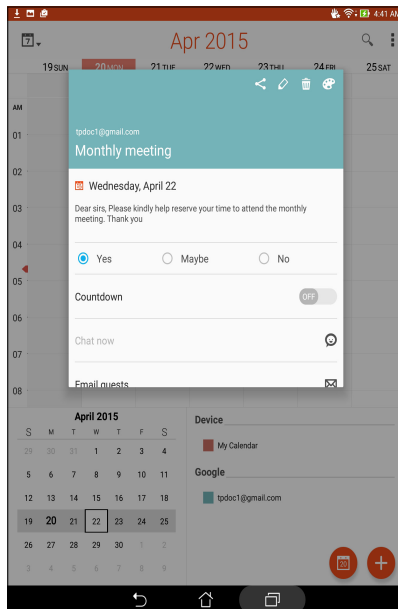 4:41 AM
7
Apr 2015
19 SUN 20 MON 21 TUE 22 WED 23 THU 24 FRI 25 SAT
AM
01
02
03
04
05
06
07
08
tpdoc1@gmail.com
Monthly meeting
Wednesday, April 22
Dear sirs, Please kindly help reserve your time to attend the monthly
meeting. Thank you
Yes Maybe No
Countdown OFF
Chat now
Email guests
April 2015
S M T W T F S
29 30 31 1 2 3 4
5 6 7 8 9 10 11
12 13 14 15 16 17 18
19 20 21 22 23 24 25
26 27 28 29 30 1 2
3 4 5 6 7 8 9
Device
My Calendar
Google
tpdoc1@gmail.com
20